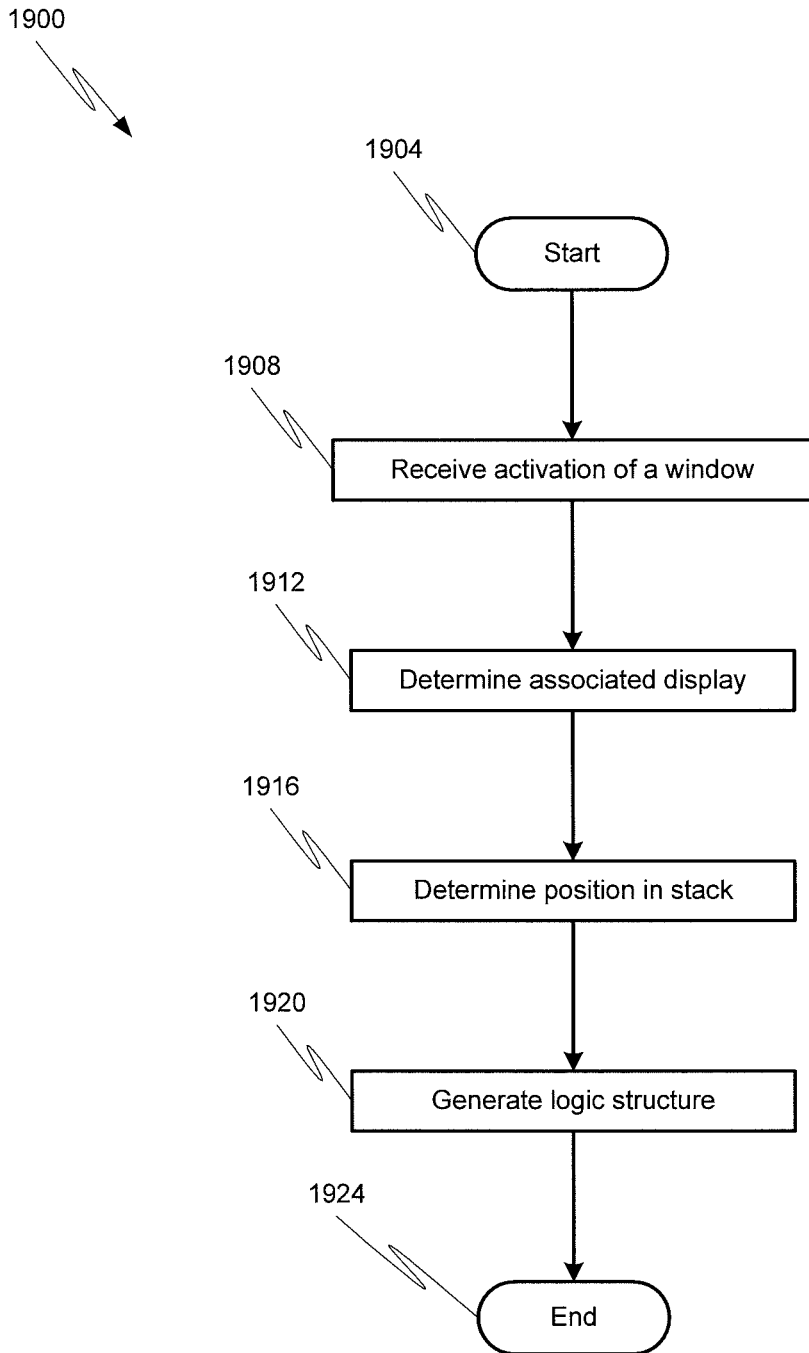 1900
1904
Start
1908
Receive activation of a window
1912
Determine associated display
1916
Determine position in stack
1920
Generate logic structure
1924
End